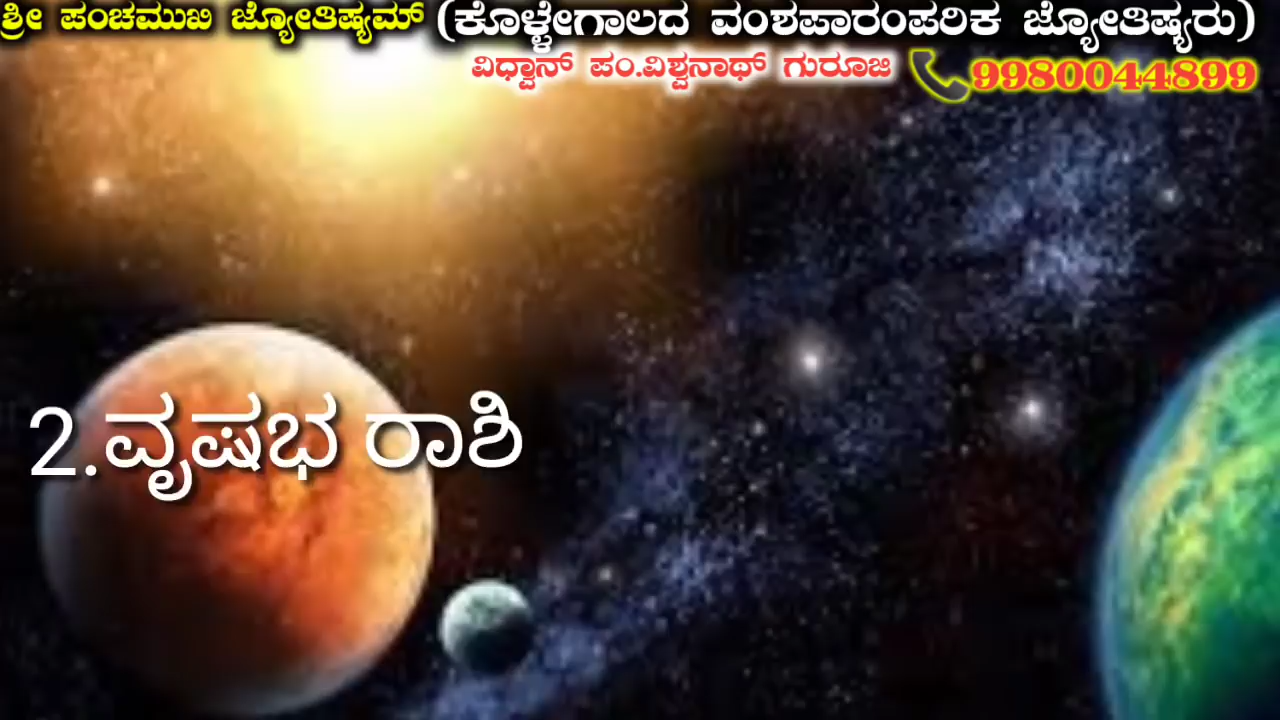 ಶ್ರೀ ಪಂಚಮುಖಿ ಜ್ಯೋತಿಷ್ಯಮ್ (ಕೊಳ್ಳೇಗಾಲದ ವಂಶಪಾರಂಪರಿಕ ಜ್ಯೋತಿಷ್ಯರು)
ವಿಧ್ವಾನ್ ಪಂ.ವಿಶ್ವನಾಥ್ ಗುರೂಜಿ 9980044899
2.ವೃಷಭ ರಾಶಿ